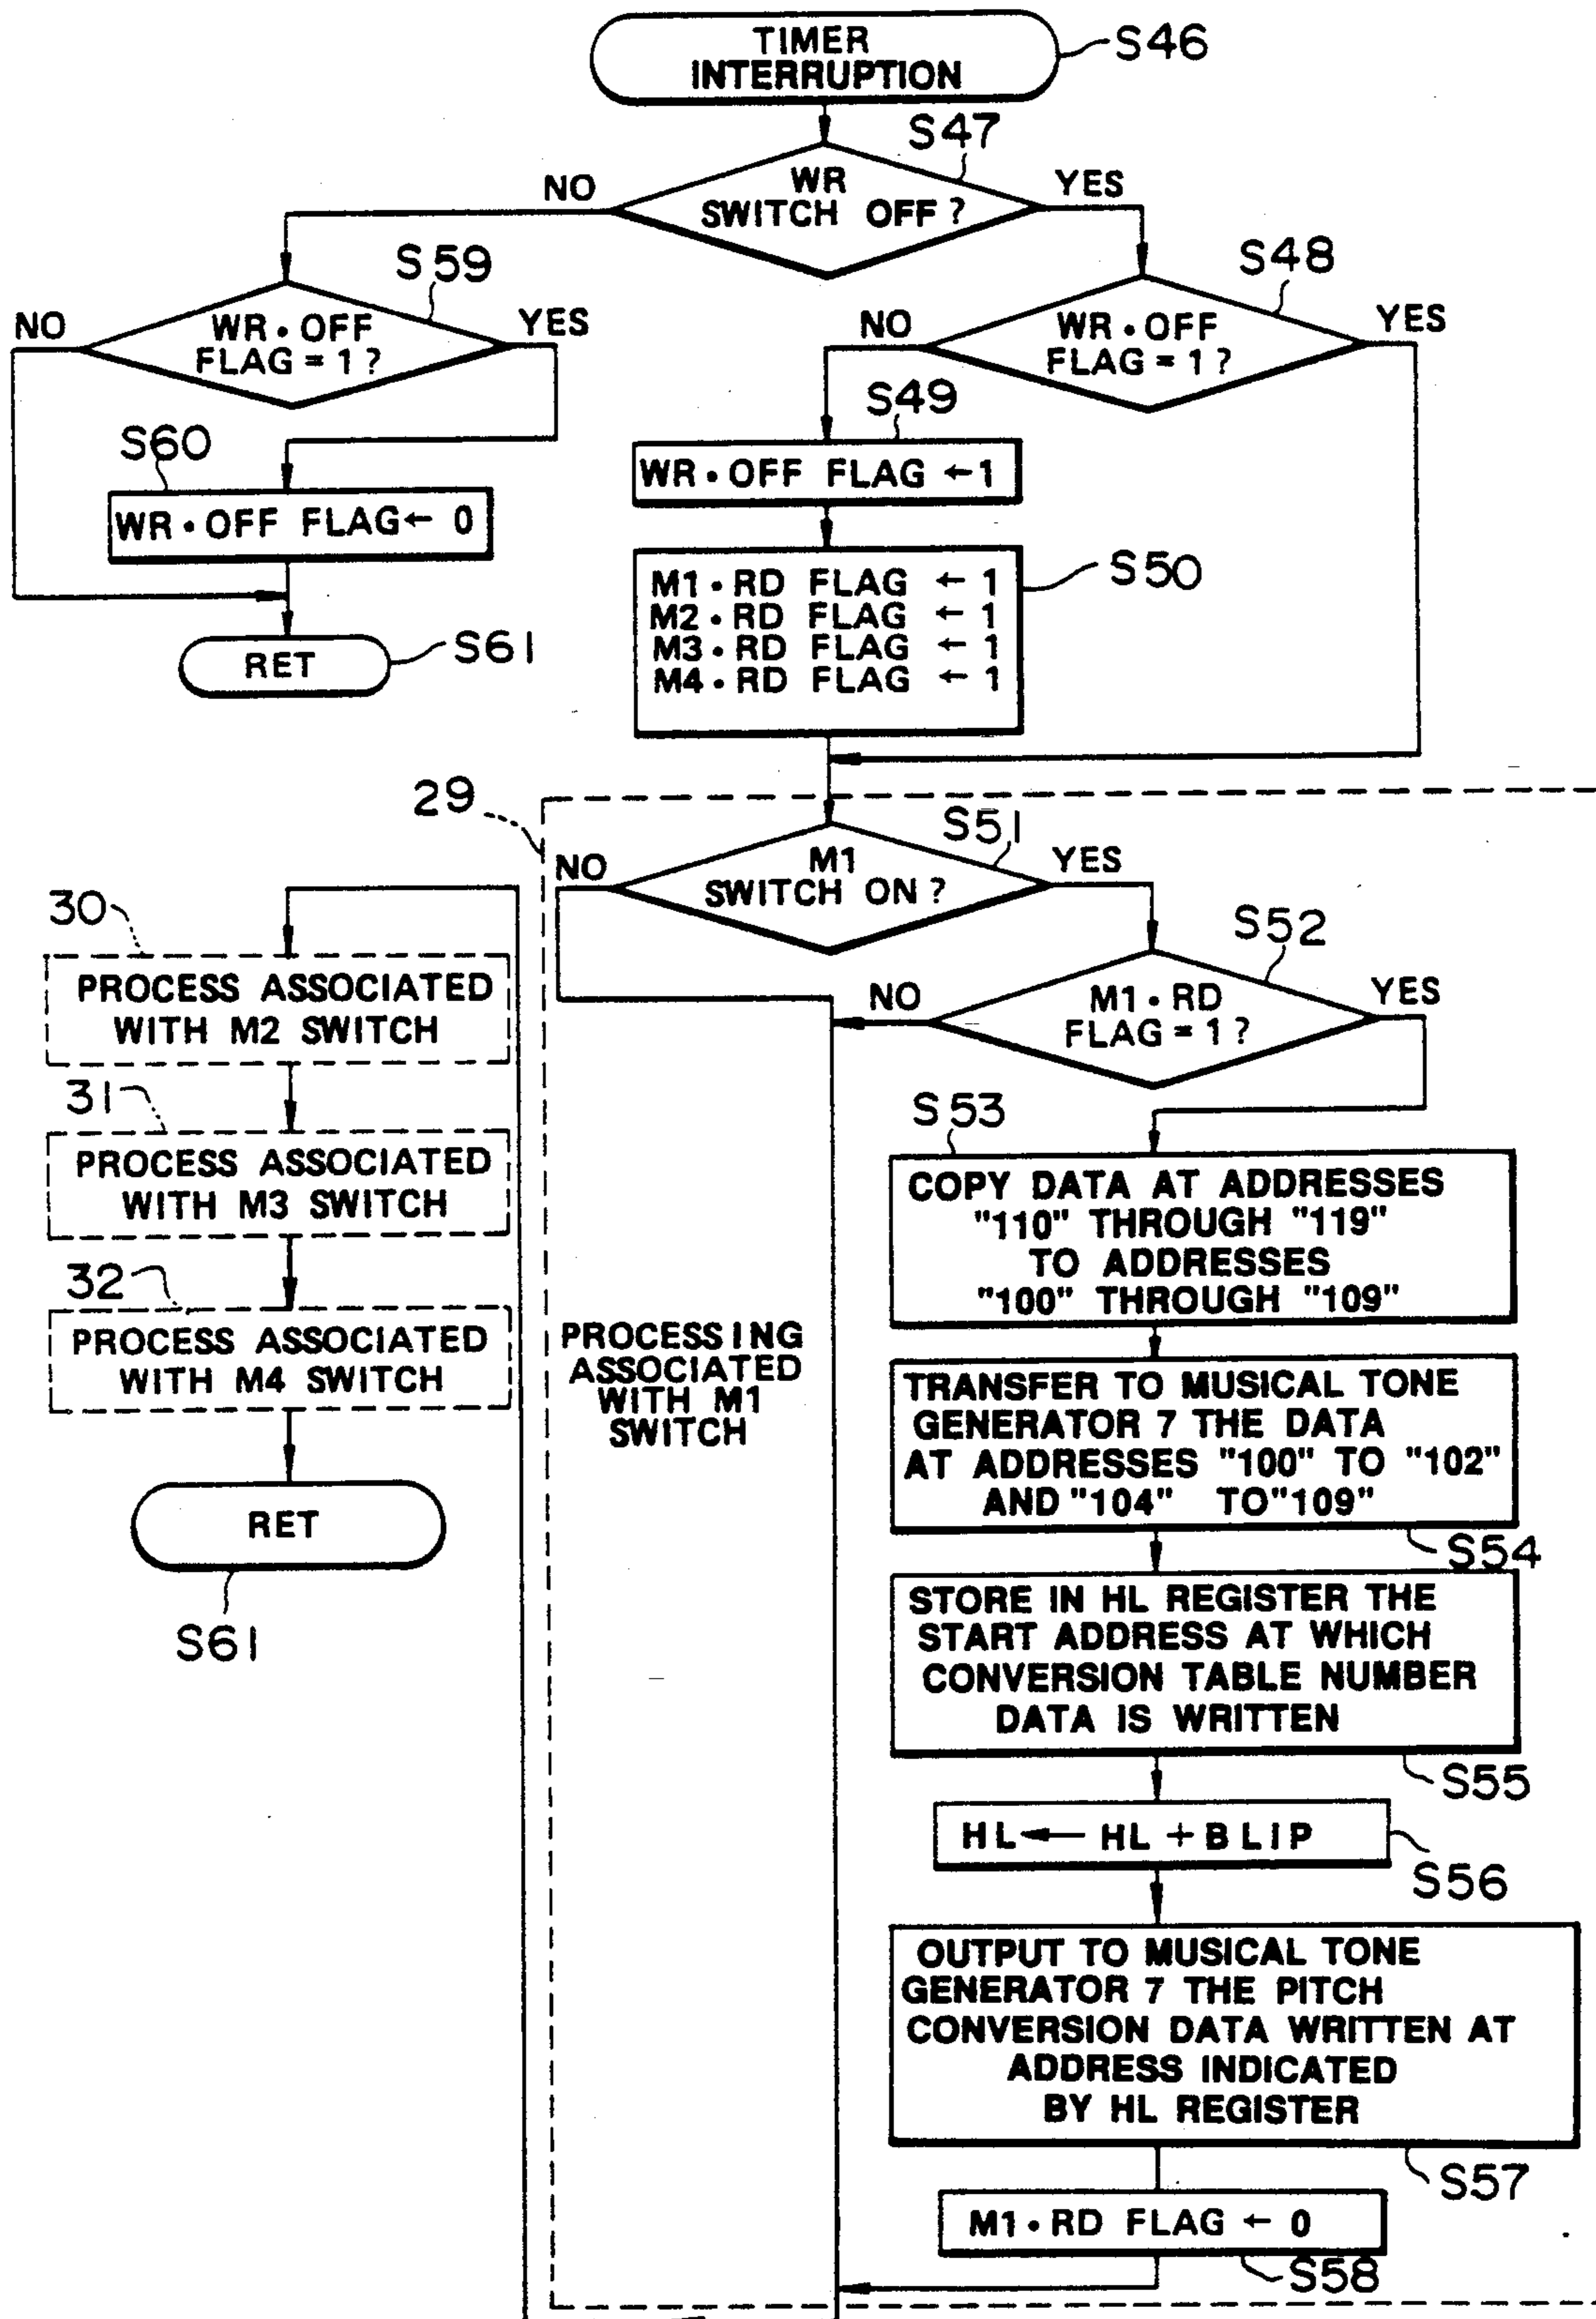 TIMER
INTERRUPTION
S46
S47
WR
SWITCH OFF?
NO
YES
S59
WR•OFF
FLAG=1?
NO
YES
S48
WR•OFF
FLAG=1?
NO
YES
S60
WR•OFF FLAG← 0
S61
RET
S49
WR•OFF FLAG ←1
S50
M1•RD FLAG ← 1
M2•RD FLAG ← 1
M3•RD FLAG ← 1
M4•RD FLAG ← 1
29
S51
M1
SWITCH ON?
NO
YES
S52
M1•RD
FLAG=1?
NO
YES
30
PROCESS ASSOCIATED
WITH M2 SWITCH
31
PROCESS ASSOCIATED
WITH M3 SWITCH
32
PROCESS ASSOCIATED
WITH M4 SWITCH
RET
S61
PROCESSING
ASSOCIATED
WITH M1
SWITCH
S53
COPY DATA AT ADDRESSES
"110" THROUGH "119"
TO ADDRESSES
"100" THROUGH "109"
TRANSFER TO MUSICAL TONE
GENERATOR 7 THE DATA
AT ADDRESSES "100" TO "102"
AND "104" TO "109"
S54
STORE IN HL REGISTER THE
START ADDRESS AT WHICH
CONVERSION TABLE NUMBER
DATA IS WRITTEN
S55
HL← HL +BLIP
S56
OUTPUT TO MUSICAL TONE
GENERATOR 7 THE PITCH
CONVERSION DATA WRITTEN AT
ADDRESS INDICATED
BY HL REGISTER
S57
M1•RD FLAG ← 0
S58